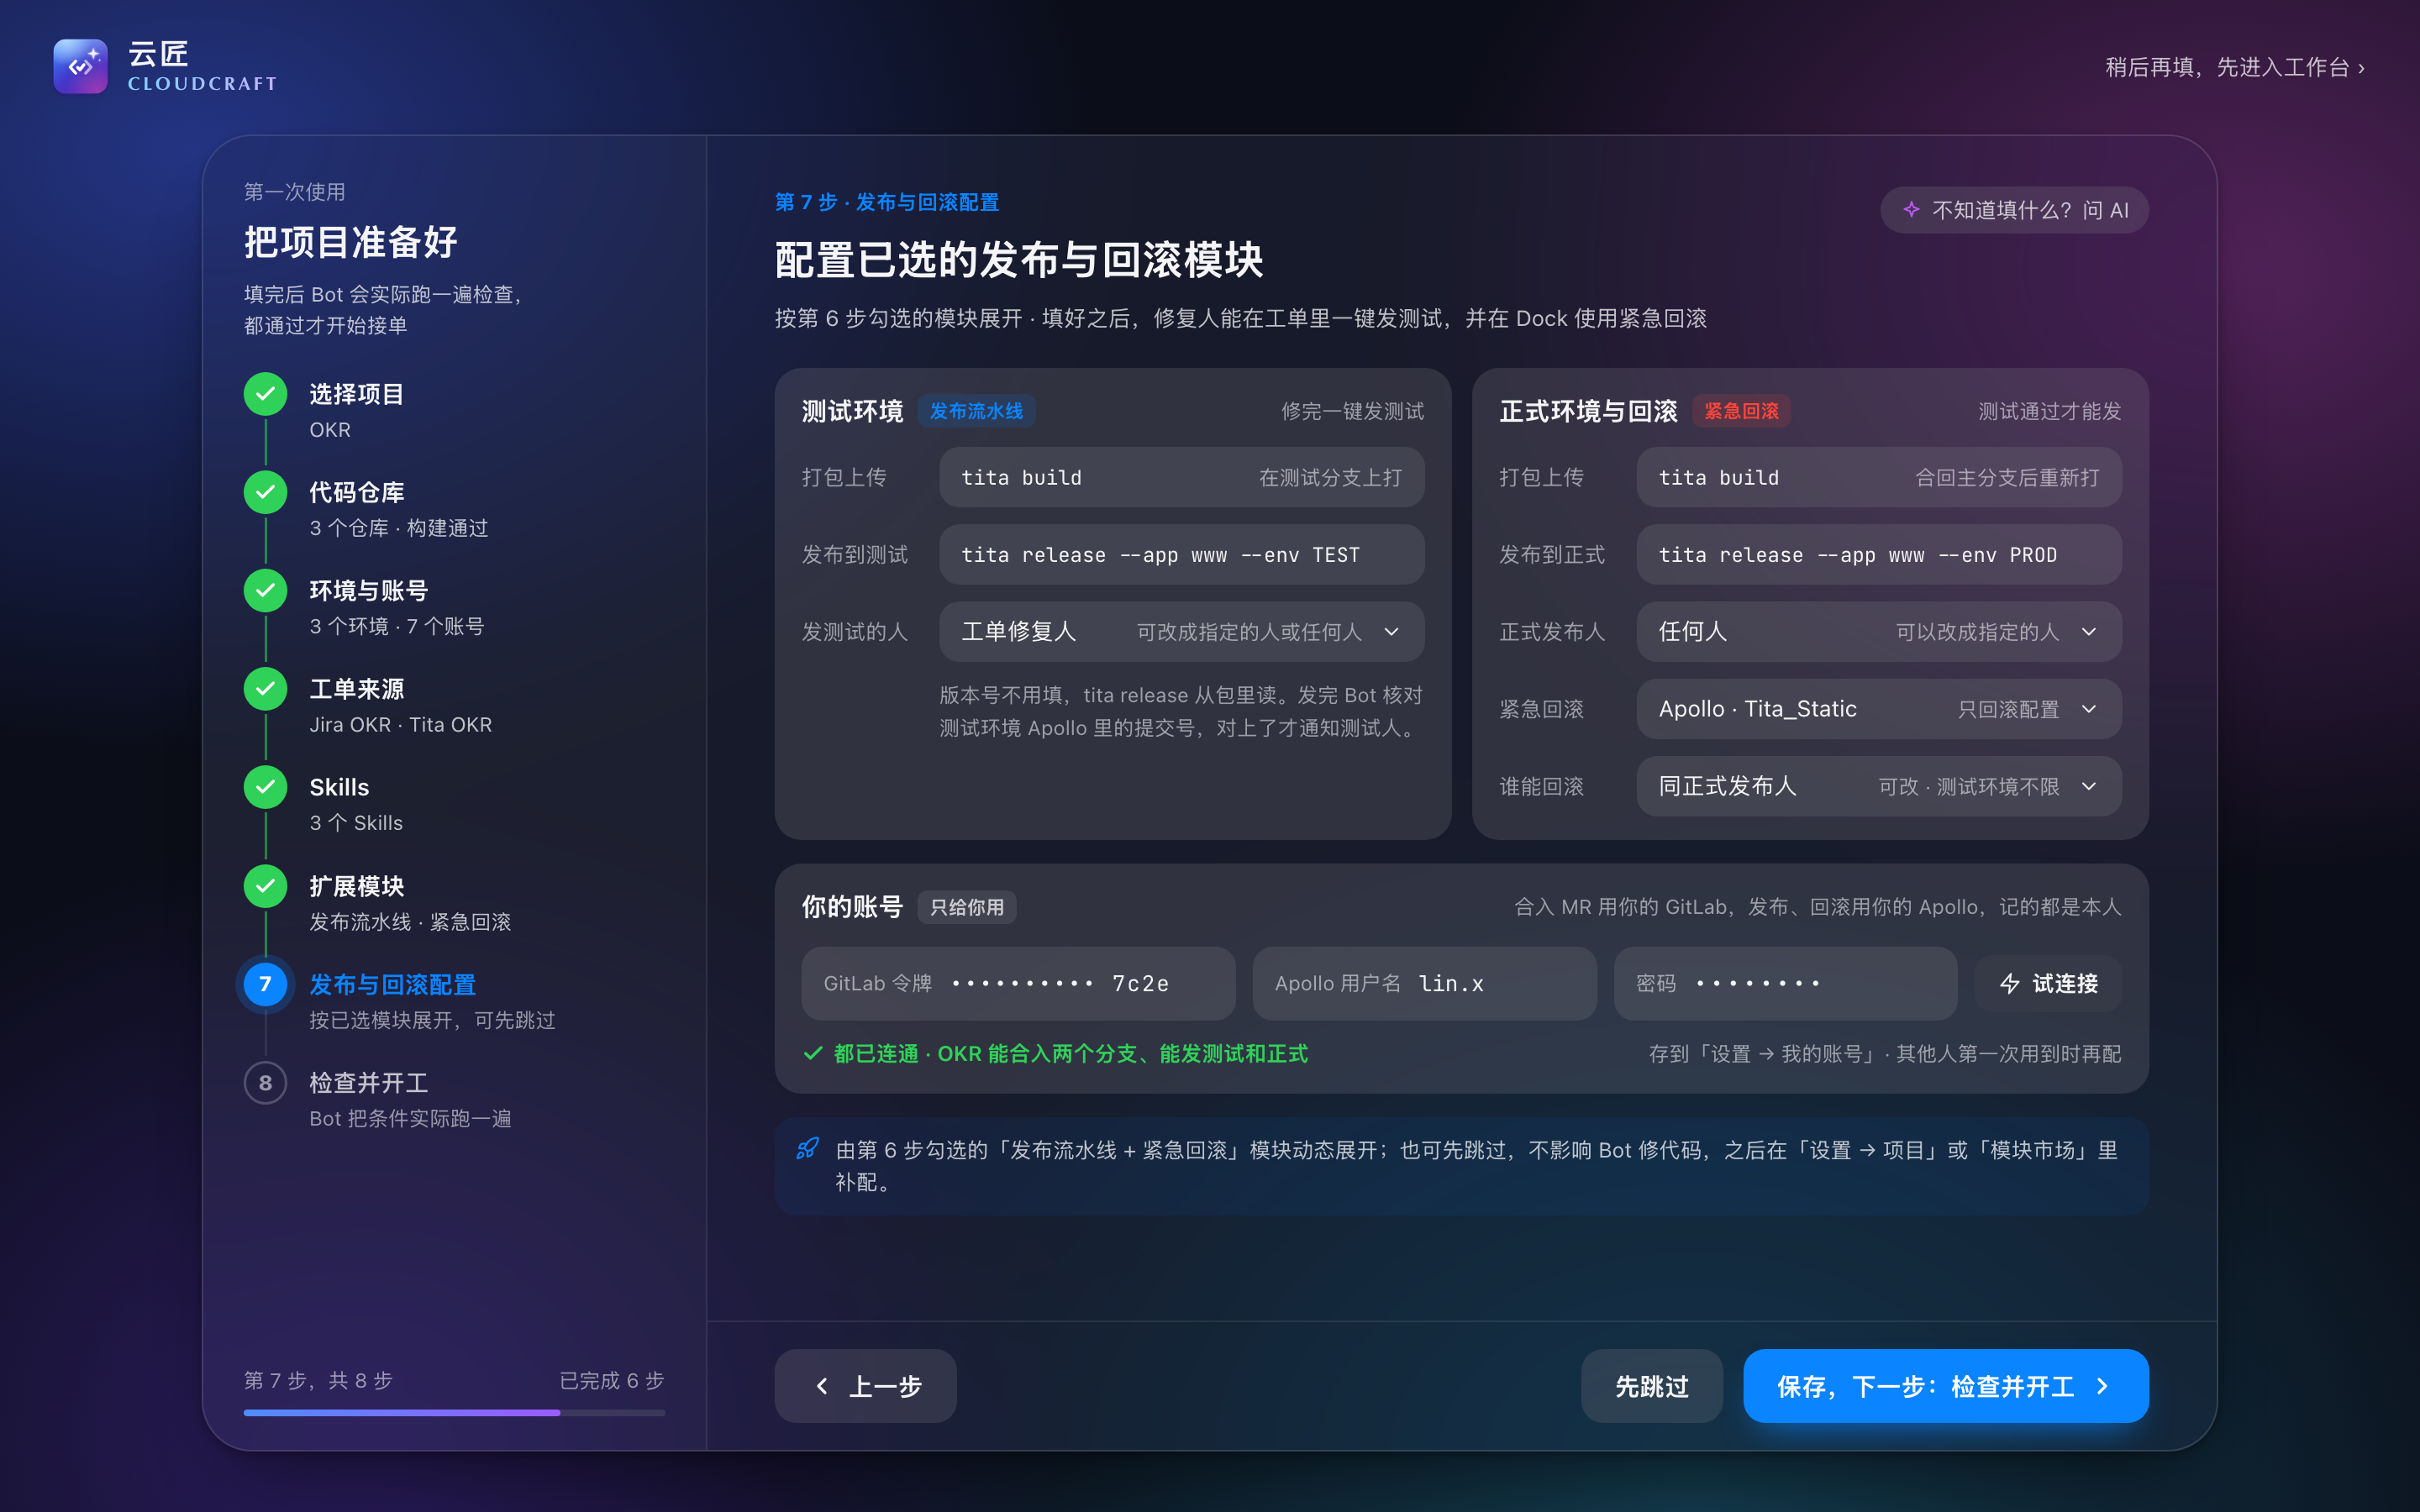 云匠
CLOUDCRAFT
稍后再填，先进入工作台 ›
第一次使用
把项目准备好
填完后 Bot 会实际跑一遍检查，
都通过才开始接单
选择项目
OKR
代码仓库
3 个仓库 · 构建通过
环境与账号
3 个环境 · 7 个账号
工单来源
Jira OKR · Tita OKR
Skills
3 个 Skills
扩展模块
发布流水线 · 紧急回滚
7 发布与回滚配置
按已选模块展开，可先跳过
8 检查并开工
Bot 把条件实际跑一遍
第 7 步，共 8 步 已完成 6 步
第 7 步 · 发布与回滚配置
不知道填什么？问 AI
配置已选的发布与回滚模块
按第 6 步勾选的模块展开 · 填好之后，修复人能在工单里一键发测试，并在 Dock 使用紧急回滚
测试环境 发布流水线 修完一键发测试
打包上传 tita build 在测试分支上打
发布到测试 tita release --app www --env TEST
发测试的人 工单修复人 可改成指定的人或任何人
版本号不用填，tita release 从包里读。发完 Bot 核对
测试环境 Apollo 里的提交号，对上了才通知测试人。
正式环境与回滚 紧急回滚 测试通过才能发
打包上传 tita build 合回主分支后重新打
发布到正式 tita release --app www --env PROD
正式发布人 任何人 可以改成指定的人
紧急回滚 Apollo · Tita_Static 只回滚配置
谁能回滚 同正式发布人 可改 · 测试环境不限
你的账号 只给你用 合入 MR 用你的 GitLab，发布、回滚用你的 Apollo，记的都是本人
GitLab 令牌 •••••••••• 7c2e Apollo 用户名 lin.x 密码 •••••••• 试连接
都已连通 · OKR 能合入两个分支、能发测试和正式 存到「设置 → 我的账号」· 其他人第一次用到时再配
由第 6 步勾选的「发布流水线 + 紧急回滚」模块动态展开；也可先跳过，不影响 Bot 修代码，之后在「设置 → 项目」或「模块市场」里
补配。
上一步 先跳过 保存，下一步：检查并开工